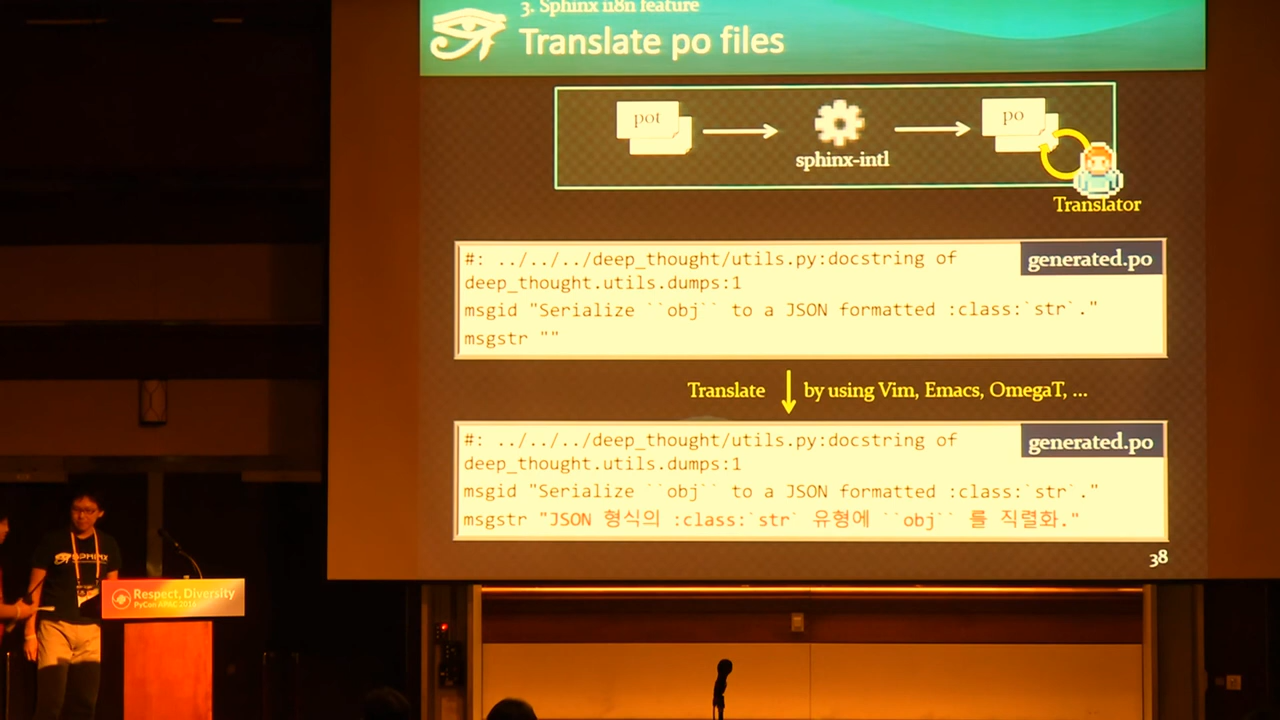 3. Sphinx i18n feature
Translate po files
pot
sphinx-intl
po
Translator
generated.po
#: ../../../deep_thought/utils.py:docstring of
deep_thought.utils.dumps:1
msgid "Serialize ``obj`` to a JSON formatted :class:`str`."
msgstr ""
Translate
by using Vim, Emacs, OmegaT, ...
generated.po
#: ../../../deep_thought/utils.py:docstring of
deep_thought.utils.dumps:1
msgid "Serialize ``obj`` to a JSON formatted :class:`str`."
msgstr "JSON 형식의 :class:`str` 유형에 ``obj`` 를 직렬화."
38
SPHINX
Respect, Diversity
PyCon APAC 2016